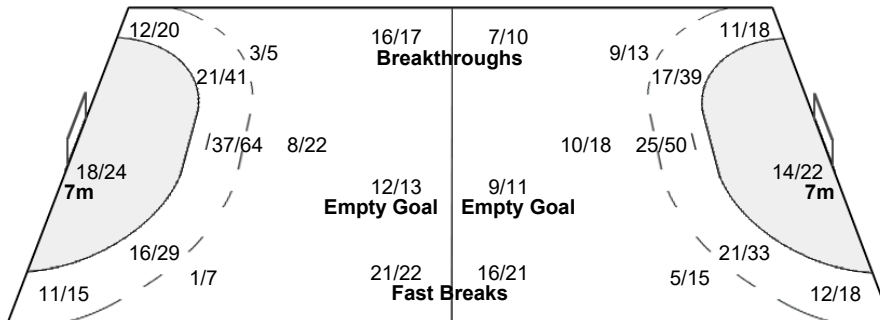 12/20 11/18
16/17 7/10
3/5 9/13
Breakthroughs
21/41 17/39
37/64 8/22 10/18 25/50
18/24 14/22
7m 7m
12/13 9/11
Empty Goal Empty Goal
16/29 21/33
21/22 16/21
1/7 5/15
11/15 12/18
Fast Breaks